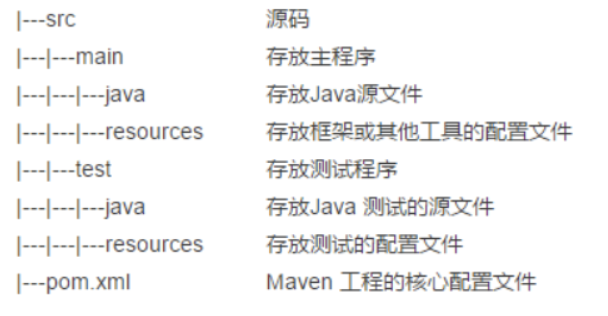 |---src 源码
|---|---main 存放主程序
|---|---|---java 存放Java源文件
|---|---|---resources 存放框架或其他工具的配置文件
|---|---test 存放测试程序
|---|---|---java 存放Java 测试的源文件
|---|---|---resources 存放测试的配置文件
|---pom.xml Maven 工程的核心配置文件